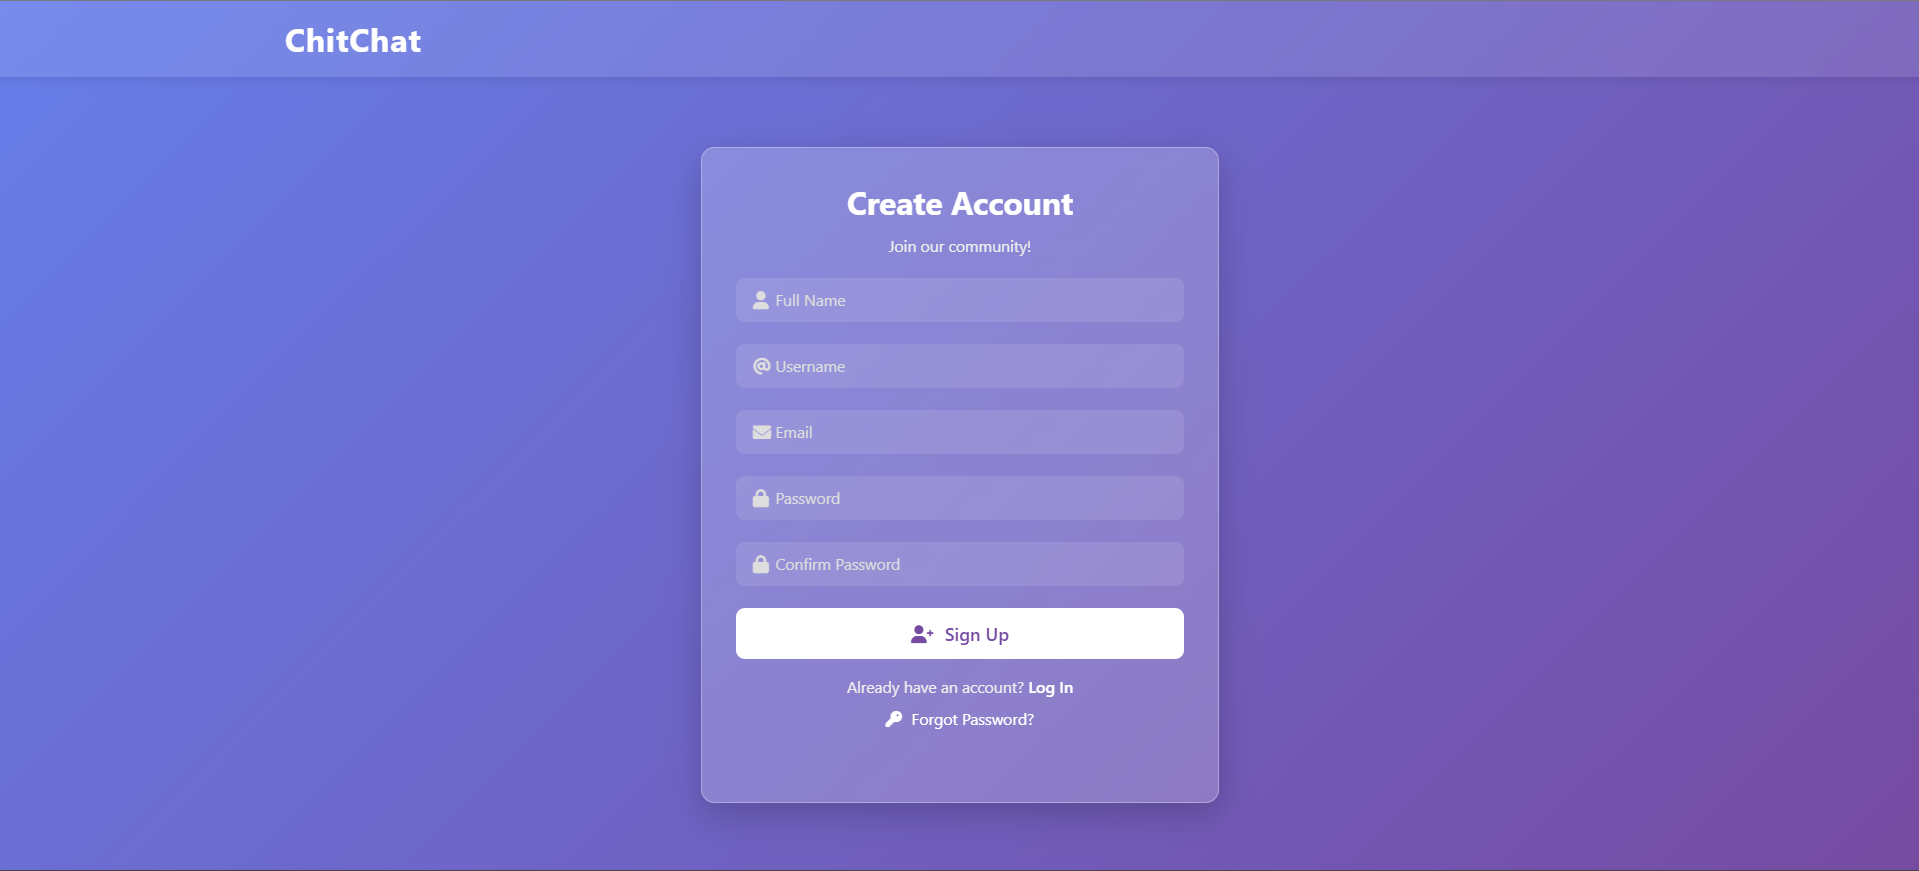 ChitChat
Create Account
Join our community!
Full Name
Username
Email
Password
Confirm Password
Sign Up
Already have an account? Log In
Forgot Password?